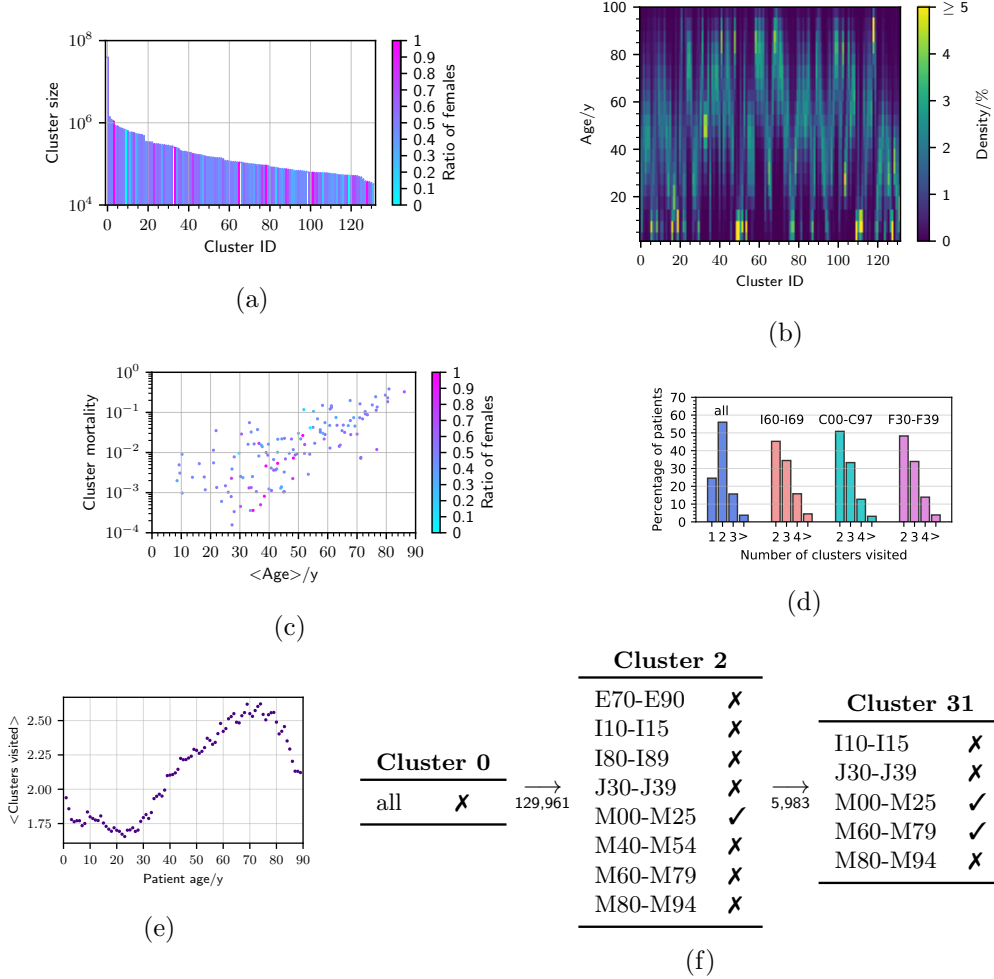 10^8
10^6
10^4
Cluster size
0 20 40 60 80 100 120
Cluster ID
1
0.9
0.8
0.7
0.6
0.5
0.4
0.3
0.2
0.1
0
Ratio of females
(a)
100
80
60
40
20
Age/y
0 20 40 60 80 100 120
Cluster ID
≥ 5
4
3
2
1
0
Density/%
(b)
10^0
10^−1
10^−2
10^−3
10^−4
Cluster mortality
0 10 20 30 40 50 60 70 80 90
<Age>/y
1
0.9
0.8
0.7
0.6
0.5
0.4
0.3
0.2
0.1
0
Ratio of females
(c)
70
60
50
40
30
20
10
0
Percentage of patients
all I60-I69 C00-C97 F30-F39
1 2 3 > 2 3 4 > 2 3 4 > 2 3 4 >
Number of clusters visited
(d)
2.50
2.25
2.00
1.75
<Clusters visited>
0 10 20 30 40 50 60 70 80 90
Patient age/y
(e)
Cluster 0
all ✗
→
129,961
Cluster 2
E70-E90 ✗
I10-I15 ✗
I80-I89 ✗
J30-J39 ✗
M00-M25 ✓
M40-M54 ✗
M60-M79 ✗
M80-M94 ✗
→
5,983
Cluster 31
I10-I15 ✗
J30-J39 ✗
M00-M25 ✓
M60-M79 ✓
M80-M94 ✗
(f)